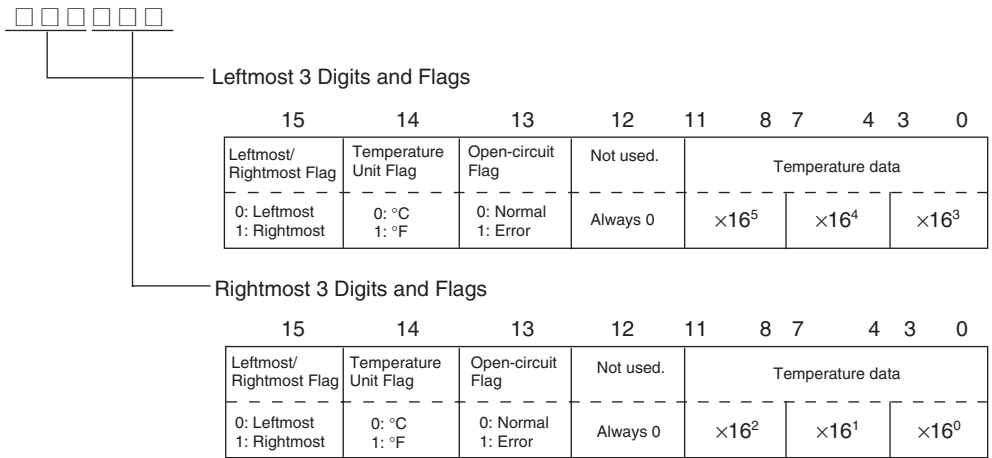 □□□□□□
Leftmost 3 Digits and Flags
15 14 13 12 11 8 7 4 3 0
Leftmost/ Temperature Open-circuit Not used. Temperature data
Rightmost Flag Unit Flag Flag
0: Leftmost 0: °C 0: Normal Always 0 ×16⁵ ×16⁴ ×16³
1: Rightmost 1: °F 1: Error
Rightmost 3 Digits and Flags
15 14 13 12 11 8 7 4 3 0
Leftmost/ Temperature Open-circuit Not used. Temperature data
Rightmost Flag Unit Flag Flag
0: Leftmost 0: °C 0: Normal Always 0 ×16² ×16¹ ×16⁰
1: Rightmost 1: °F 1: Error